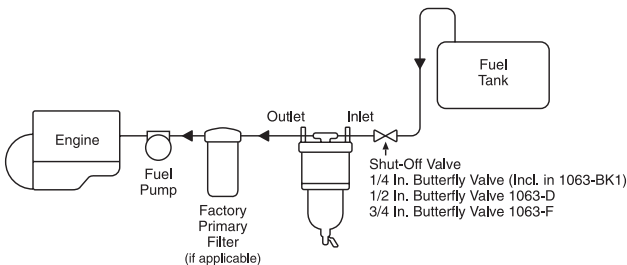 Fuel
Tank
Outlet
Inlet
Engine
Fuel
Pump
Factory
Primary
Filter
(if applicable)
Shut-Off Valve
1/4 In. Butterfly Valve (Incl. in 1063-BK1)
1/2 In. Butterfly Valve 1063-D
3/4 In. Butterfly Valve 1063-F